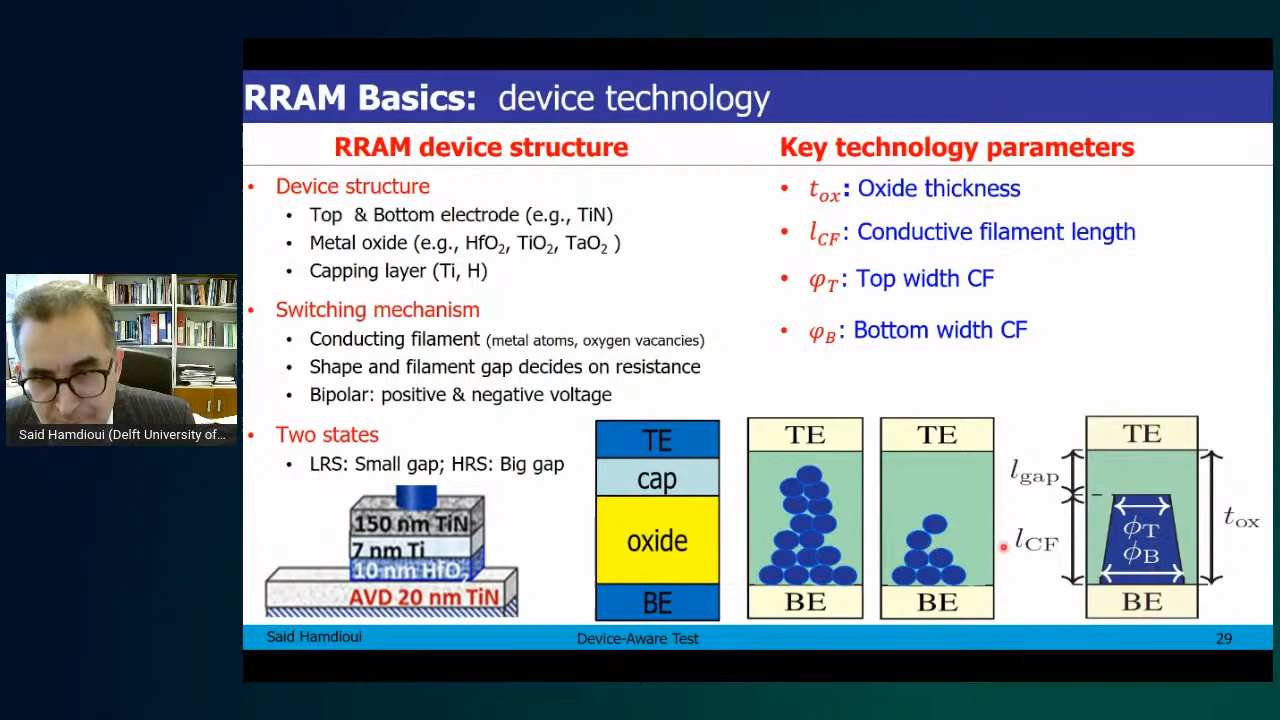 RRAM Basics: device technology
RRAM device structure
• Device structure
• Top & Bottom electrode (e.g., TiN)
• Metal oxide (e.g., HfO₂, TiO₂, TaO₂ )
• Capping layer (Ti, H)
• Switching mechanism
• Conducting filament (metal atoms, oxygen vacancies)
• Shape and filament gap decides on resistance
• Bipolar: positive & negative voltage
• Two states
• LRS: Small gap; HRS: Big gap
150 nm TiN
7 nm Ti
10 nm HfO₂
AVD 20 nm TiN
Key technology parameters
• t_ox: Oxide thickness
• l_CF: Conductive filament length
• φ_T: Top width CF
• φ_B: Bottom width CF
TE
cap
oxide
BE
TE
BE
TE
BE
TE
l_gap
l_CF
ϕ_T
ϕ_B
t_ox
BE
Said Hamdioui (Delft University of...
Said Hamdioui
Device-Aware Test
29